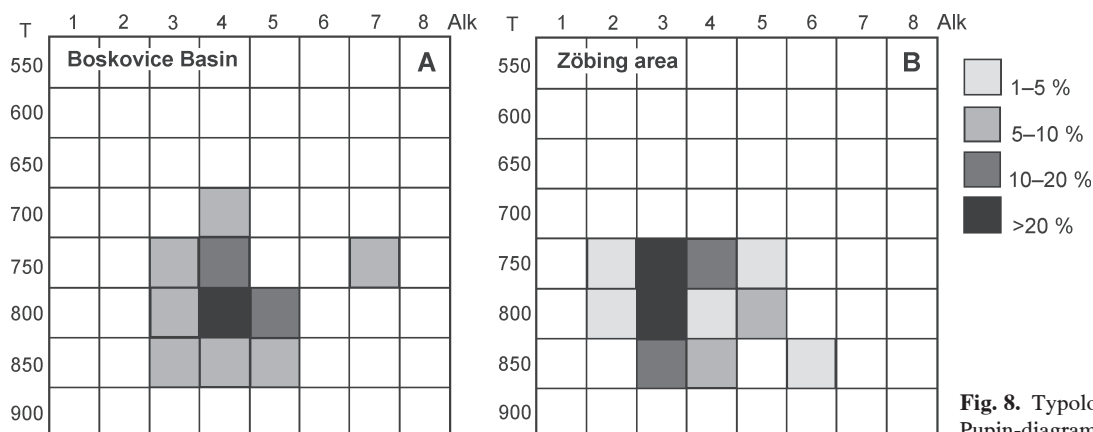 T 1 2 3 4 5 6 7 8 Alk
Boskovice Basin A
550
600
650
700
750
800
850
900
1 2 3 4 5 6 7 8 Alk
T
Zöbing area B
550
600
650
700
750
800
850
900
1–5 %
5–10 %
10–20 %
>20 %
Fig. 8. Typolo
Pupin-diagram